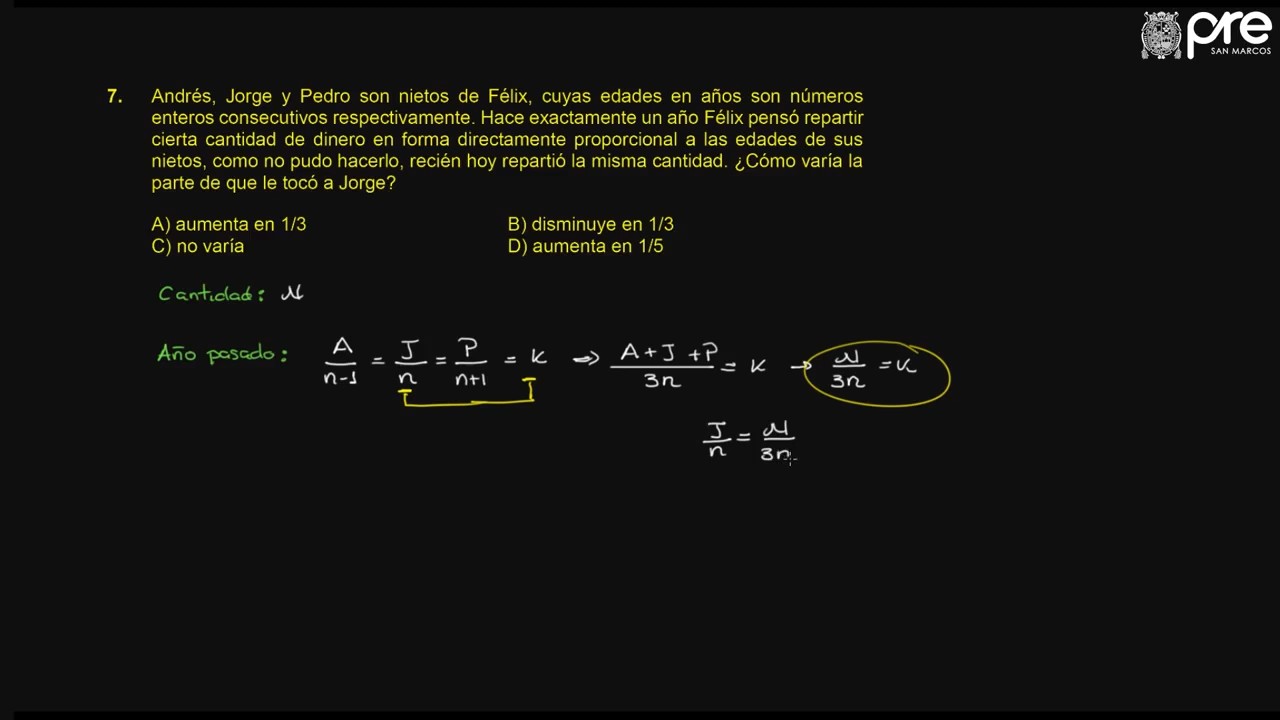 pre
SAN MARCOS
7. Andrés, Jorge y Pedro son nietos de Félix, cuyas edades en años son números
enteros consecutivos respectivamente. Hace exactamente un año Félix pensó repartir
cierta cantidad de dinero en forma directamente proporcional a las edades de sus
nietos, como no pudo hacerlo, recién hoy repartió la misma cantidad. ¿Cómo varía la
parte de que le tocó a Jorge?
A) aumenta en 1/3 B) disminuye en 1/3
C) no varía D) aumenta en 1/5
Cantidad: N
Año pasado: A/n-1 = J/n = P/n+1 = K → A+J+P/3n = K → N/3n = K
J/n = N/3n